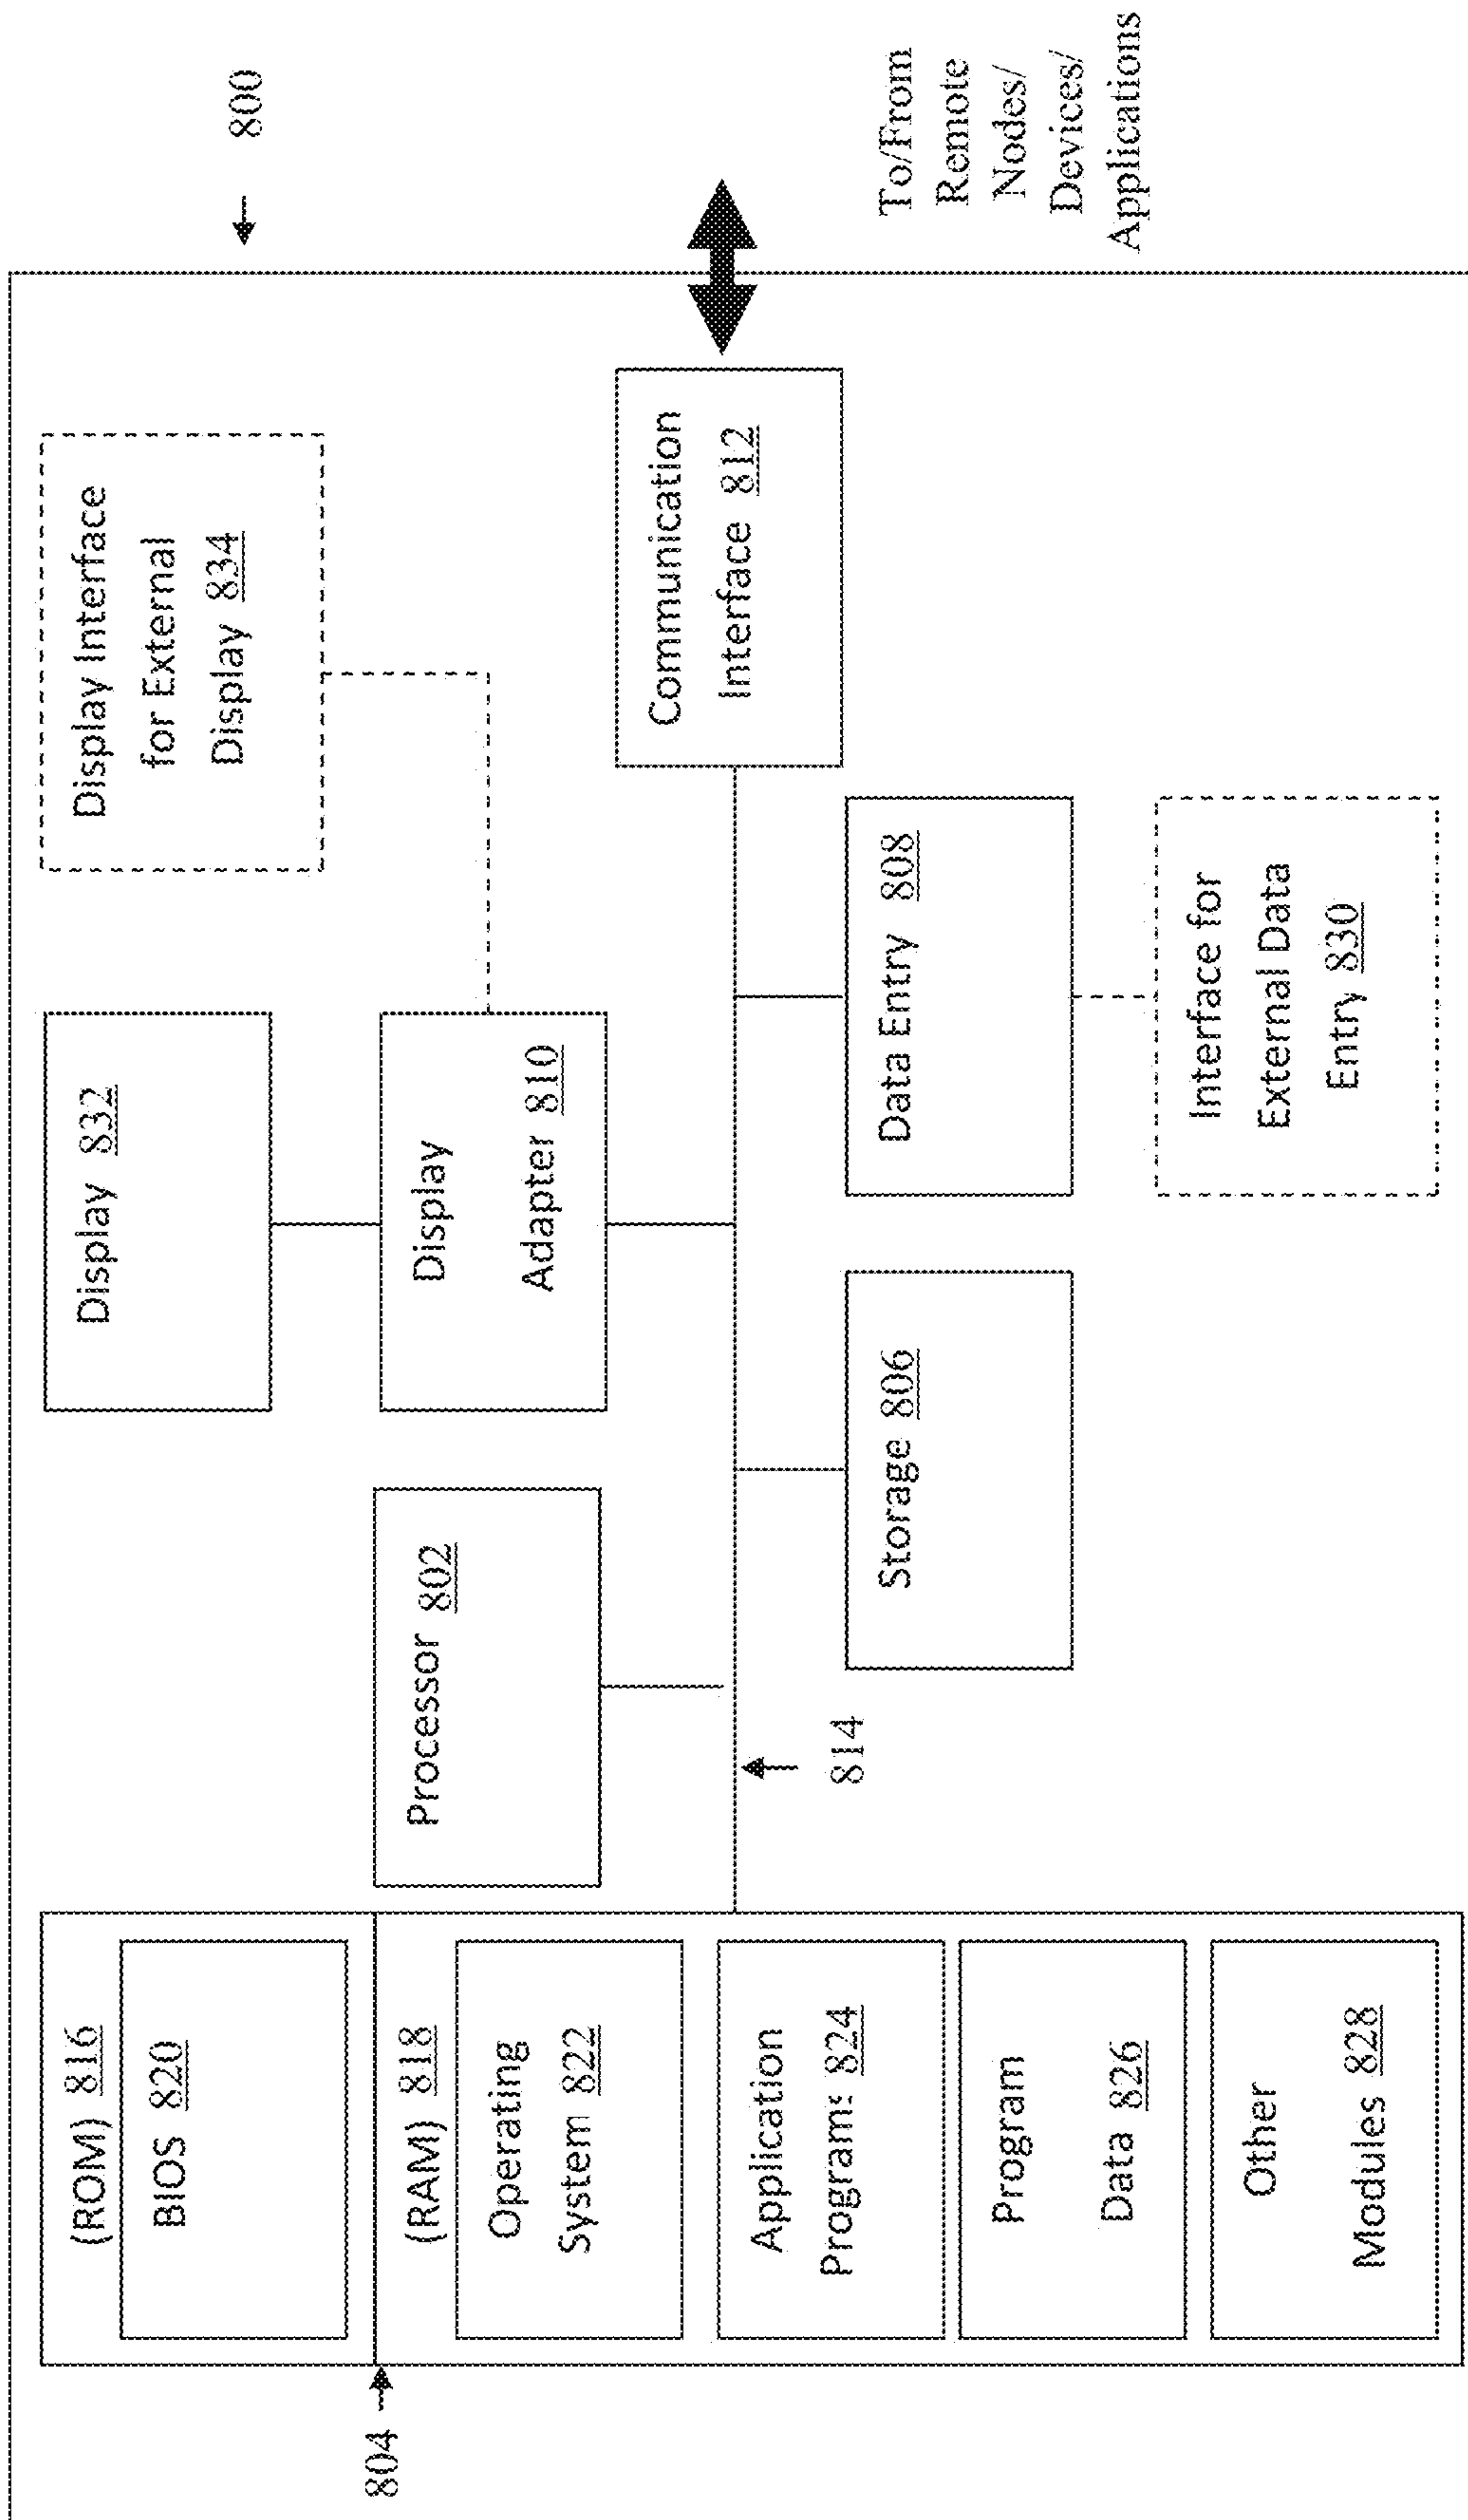 800
(ROM) 816
BIOS 820
804
(RAM) 818
Operating
System 822
Application
Programs 824
Program
Data 826
Other
Modules 828
Processor 802
814
Storage 806
Display 832
Display
Adapter 810
Data Entry 808
Interface for
External Data
Entry 830
Display Interface
for External
Display 834
Communication
Interface 812
To/From
Remote
Nodes/
Devices/
Applications